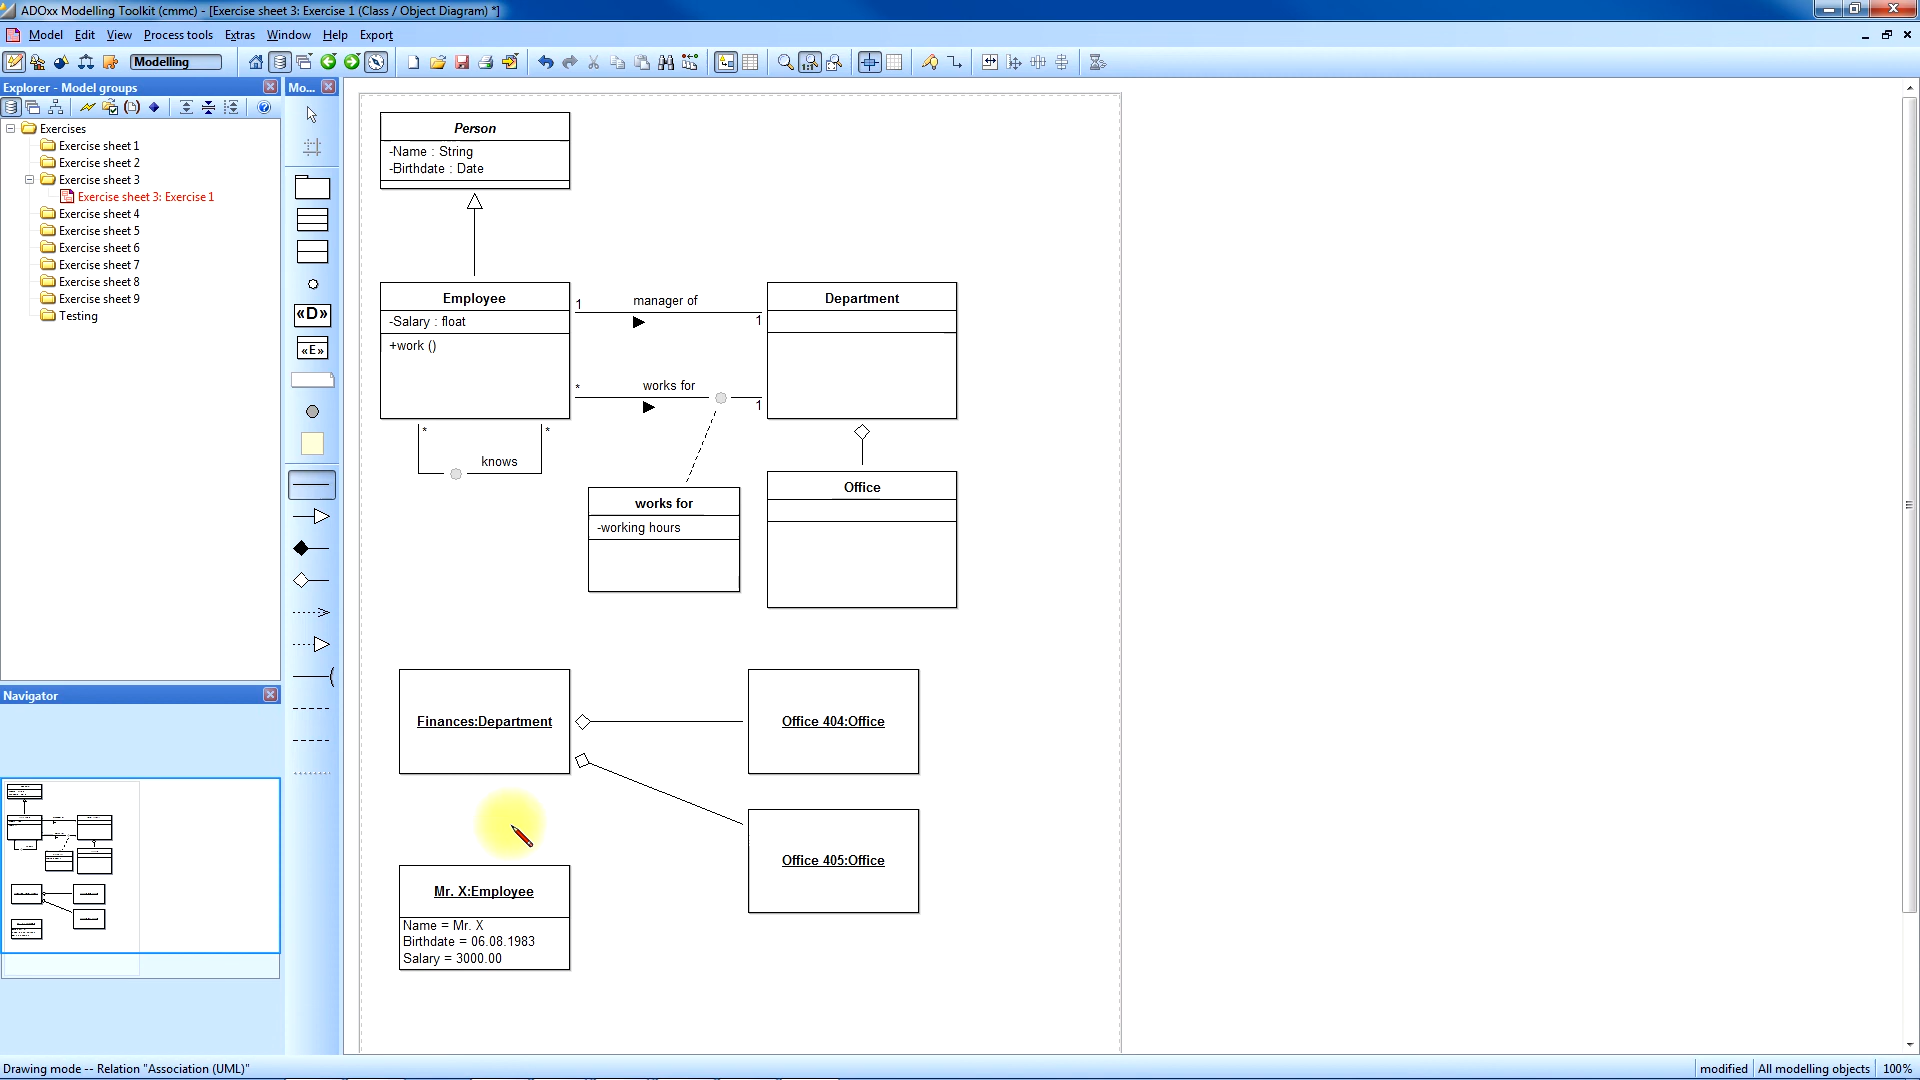 ADOxx Modelling Toolkit (cmmc) - [Exercise sheet 3: Exercise 1 (Class / Object Diagram) *]
Model Edit View Process tools Extras Window Help Export
Modelling
Explorer - Model groups
Mo...
Exercises
Exercise sheet 1
Exercise sheet 2
Exercise sheet 3
Exercise sheet 3: Exercise 1
Exercise sheet 4
Exercise sheet 5
Exercise sheet 6
Exercise sheet 7
Exercise sheet 8
Exercise sheet 9
Testing
«D»
«E»
Navigator
Person
-Name : String
-Birthdate : Date
Employee
-Salary : float
+work ()
1
manager of
1
Department
*
works for
1
*
*
knows
works for
-working hours
Office
Finances:Department
Office 404:Office
Office 405:Office
Mr. X:Employee
Name = Mr. X
Birthdate = 06.08.1983
Salary = 3000.00
Drawing mode -- Relation "Association (UML)"
modified
All modelling objects
100%